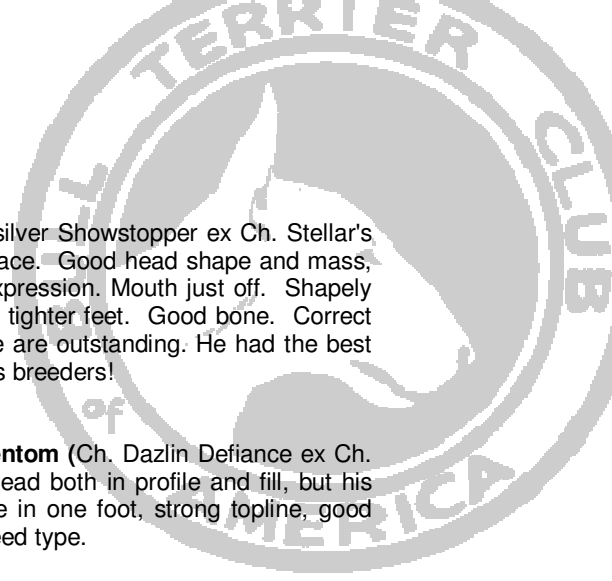 BULL TERRIER CLUB of AMERICA
silver Showstopper ex Ch. Stellar's
ace. Good head shape and mass,
xpression. Mouth just off. Shapely
tighter feet. Good bone. Correct
e are outstanding. He had the best
s breeders!
entom (Ch. Dazlin Defiance ex Ch.
ead both in profile and fill, but his
e in one foot, strong topline, good
eed type.